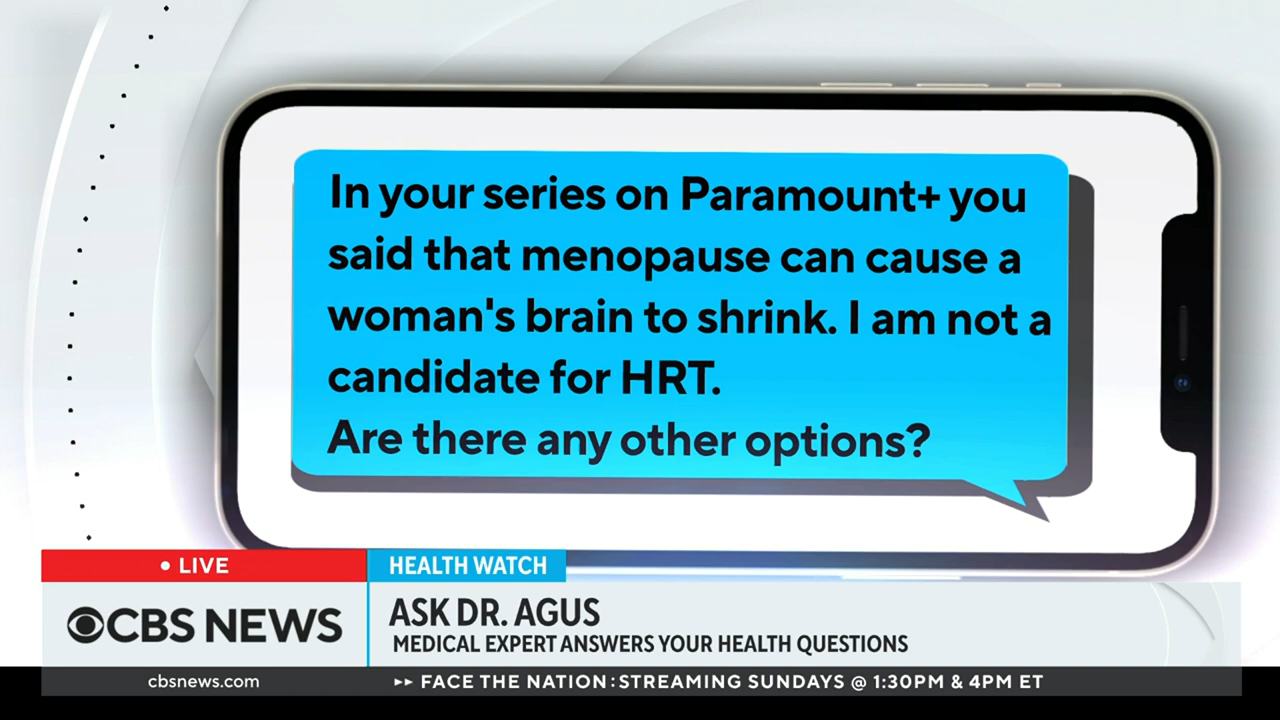 In your series on Paramount+ you
said that menopause can cause a
woman's brain to shrink. I am not a
candidate for HRT.
Are there any other options?
• LIVE
HEALTH WATCH
CBS NEWS
ASK DR. AGUS
MEDICAL EXPERT ANSWERS YOUR HEALTH QUESTIONS
cbsnews.com
▸▸ FACE THE NATION : STREAMING SUNDAYS @ 1:30PM & 4PM ET